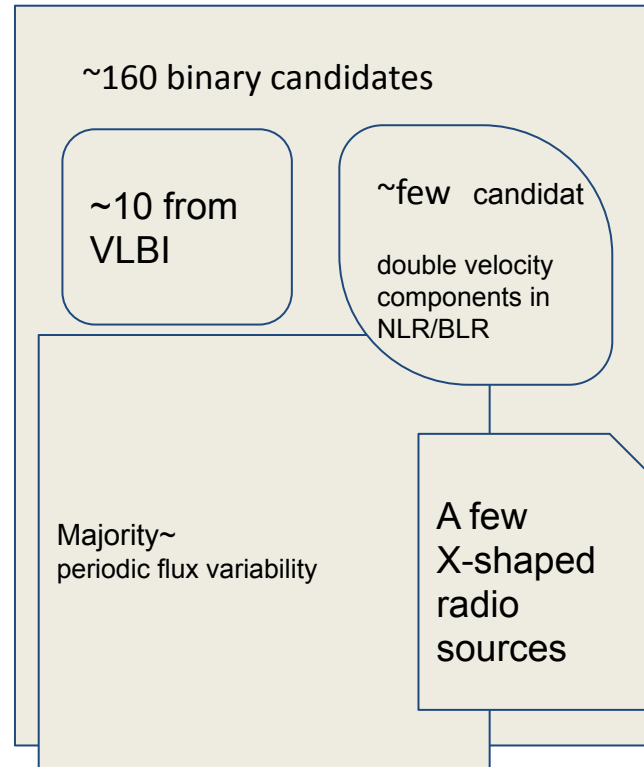 ~160 binary candidates
~10 from
VLBI
~few candidat
double velocity
components in
NLR/BLR
Majority~
periodic flux variability
A few
X-shaped
radio
sources